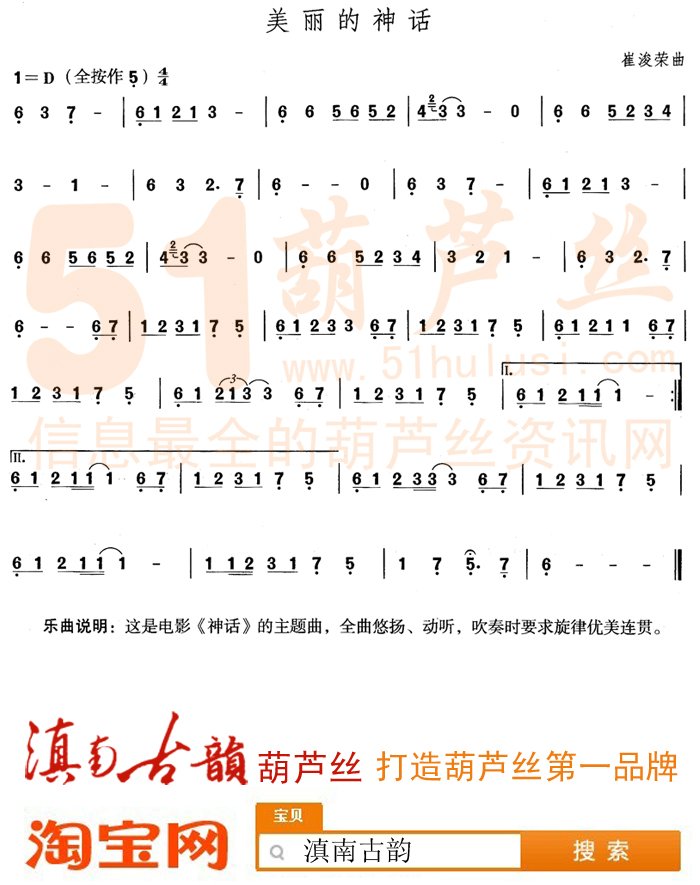 美丽的神话
崔浚荣曲
1=D（全按作5）4/4
6 3 7 - | 6 1 2 1 3 - | 6 6 5 6 5 2 | 4 2 3 3 - 0 | 6 6 5 2 3 4 |
3 - 1 - | 6 3 2. 7 | 6 - - 0 | 6 3 7 - | 6 1 2 1 3 - |
6 6 5 6 5 2 | 4 2 3 3 - 0 | 6 6 5 2 3 4 | 3 2 1 - | 6 3 2. 7 |
6 - - 6 7 | 1 2 3 1 7 5 | 6 1 2 3 3 6 7 | 1 2 3 1 7 5 | 6 1 2 1 1 6 7 |
I.
1 2 3 1 7 5 | 6 1 2 1 3 3 6 7 | 1 2 3 1 7 5 | 6 1 2 1 1 1 - :||
II.
6 1 2 1 1 1 6 7 | 1 2 3 1 7 5 | 6 1 2 3 3 3 6 7 | 1 2 3 1 7 5 |
6 1 2 1 1 1 - | 1 1 2 3 1 7 5 | 1 7 5. 7 | 6 - - - ||
乐曲说明：这是电影《神话》的主题曲，全曲悠扬、动听，吹奏时要求旋律优美连贯。
51葫芦丝
www.51hulusi.com
信息最全的葫芦丝资讯网
滇南古韻 葫芦丝 打造葫芦丝第一品牌
淘宝网
宝贝
滇南古韵 搜索